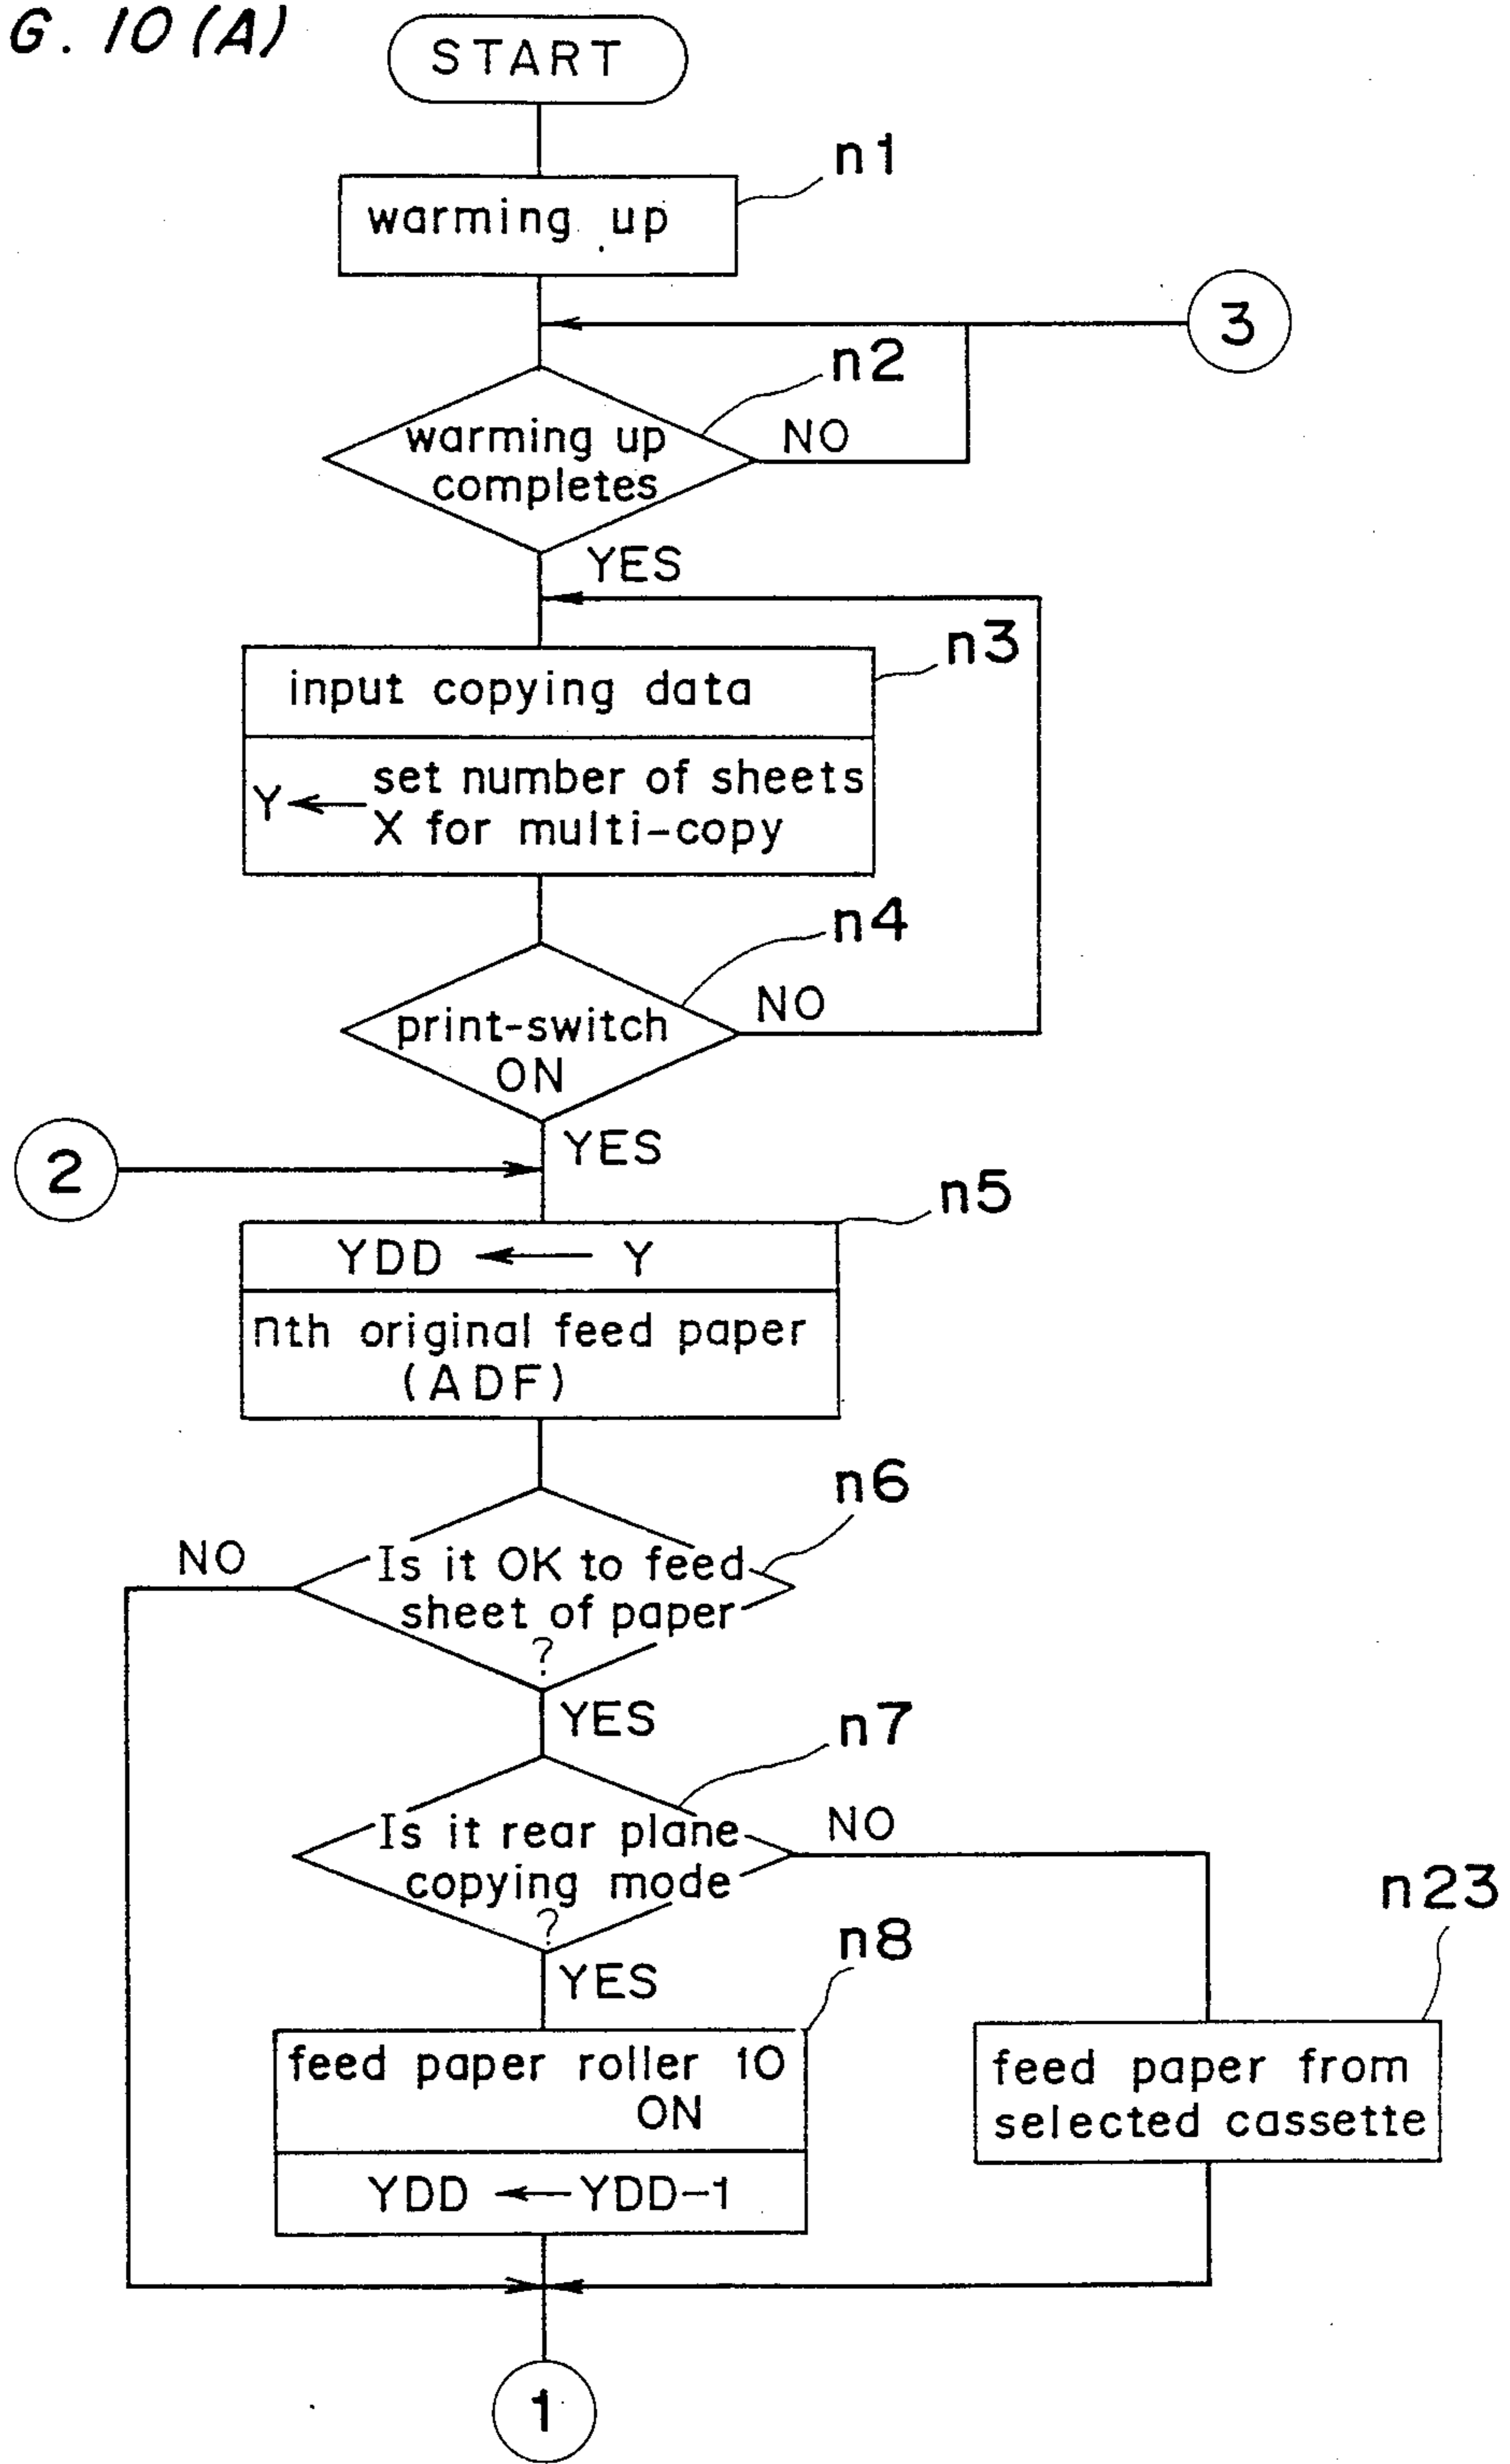 G. 10 (A)
START
n1
warming up
3
n2
warming up
completes
NO
YES
n3
input copying data
Y ← set number of sheets
X for multi-copy
n4
print-switch
ON
NO
YES
2
n5
YDD ← Y
nth original feed paper
(ADF)
n6
NO
Is it OK to feed
sheet of paper
?
YES
n7
Is it rear plane
copying mode
?
NO
n23
YES
n8
feed paper roller 10
ON
YDD ← YDD-1
feed paper from
selected cassette
1